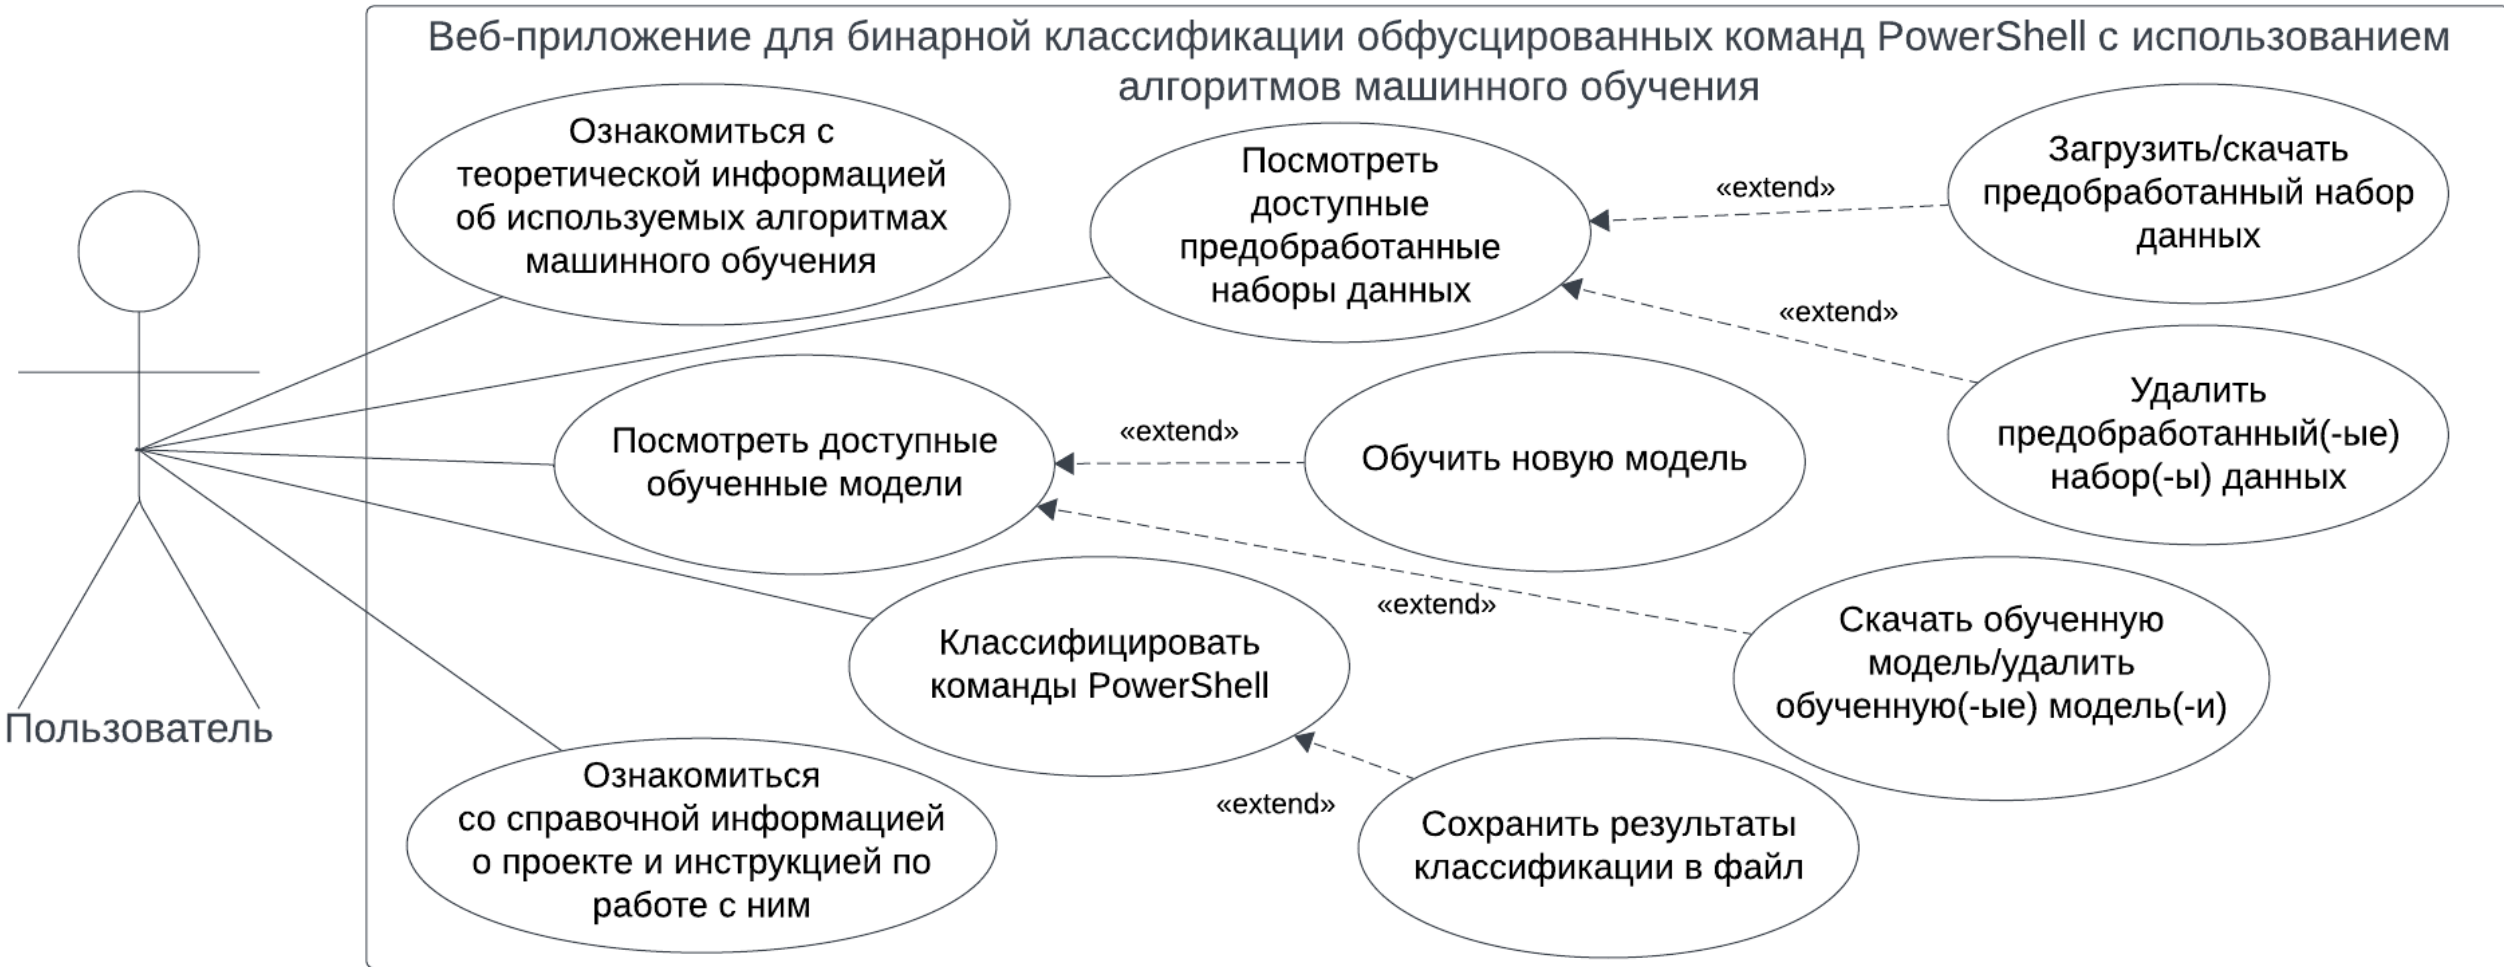 Веб-приложение для бинарной классификации обфусцированных команд PowerShell с использованием
алгоритмов машинного обучения
Ознакомиться с
теоретической информацией
об используемых алгоритмах
машинного обучения
Посмотреть
доступные
предобработанные
наборы данных
«extend»
Загрузить/скачать
предобработанный набор
данных
«extend»
Удалить
предобработанный(-ые)
набор(-ы) данных
Посмотреть доступные
обученные модели
«extend»
Обучить новую модель
«extend»
Скачать обученную
модель/удалить
обученную(-ые) модель(-и)
Классифицировать
команды PowerShell
Пользователь
«extend»
Сохранить результаты
классификации в файл
Ознакомиться
со справочной информацией
о проекте и инструкцией по
работе с ним